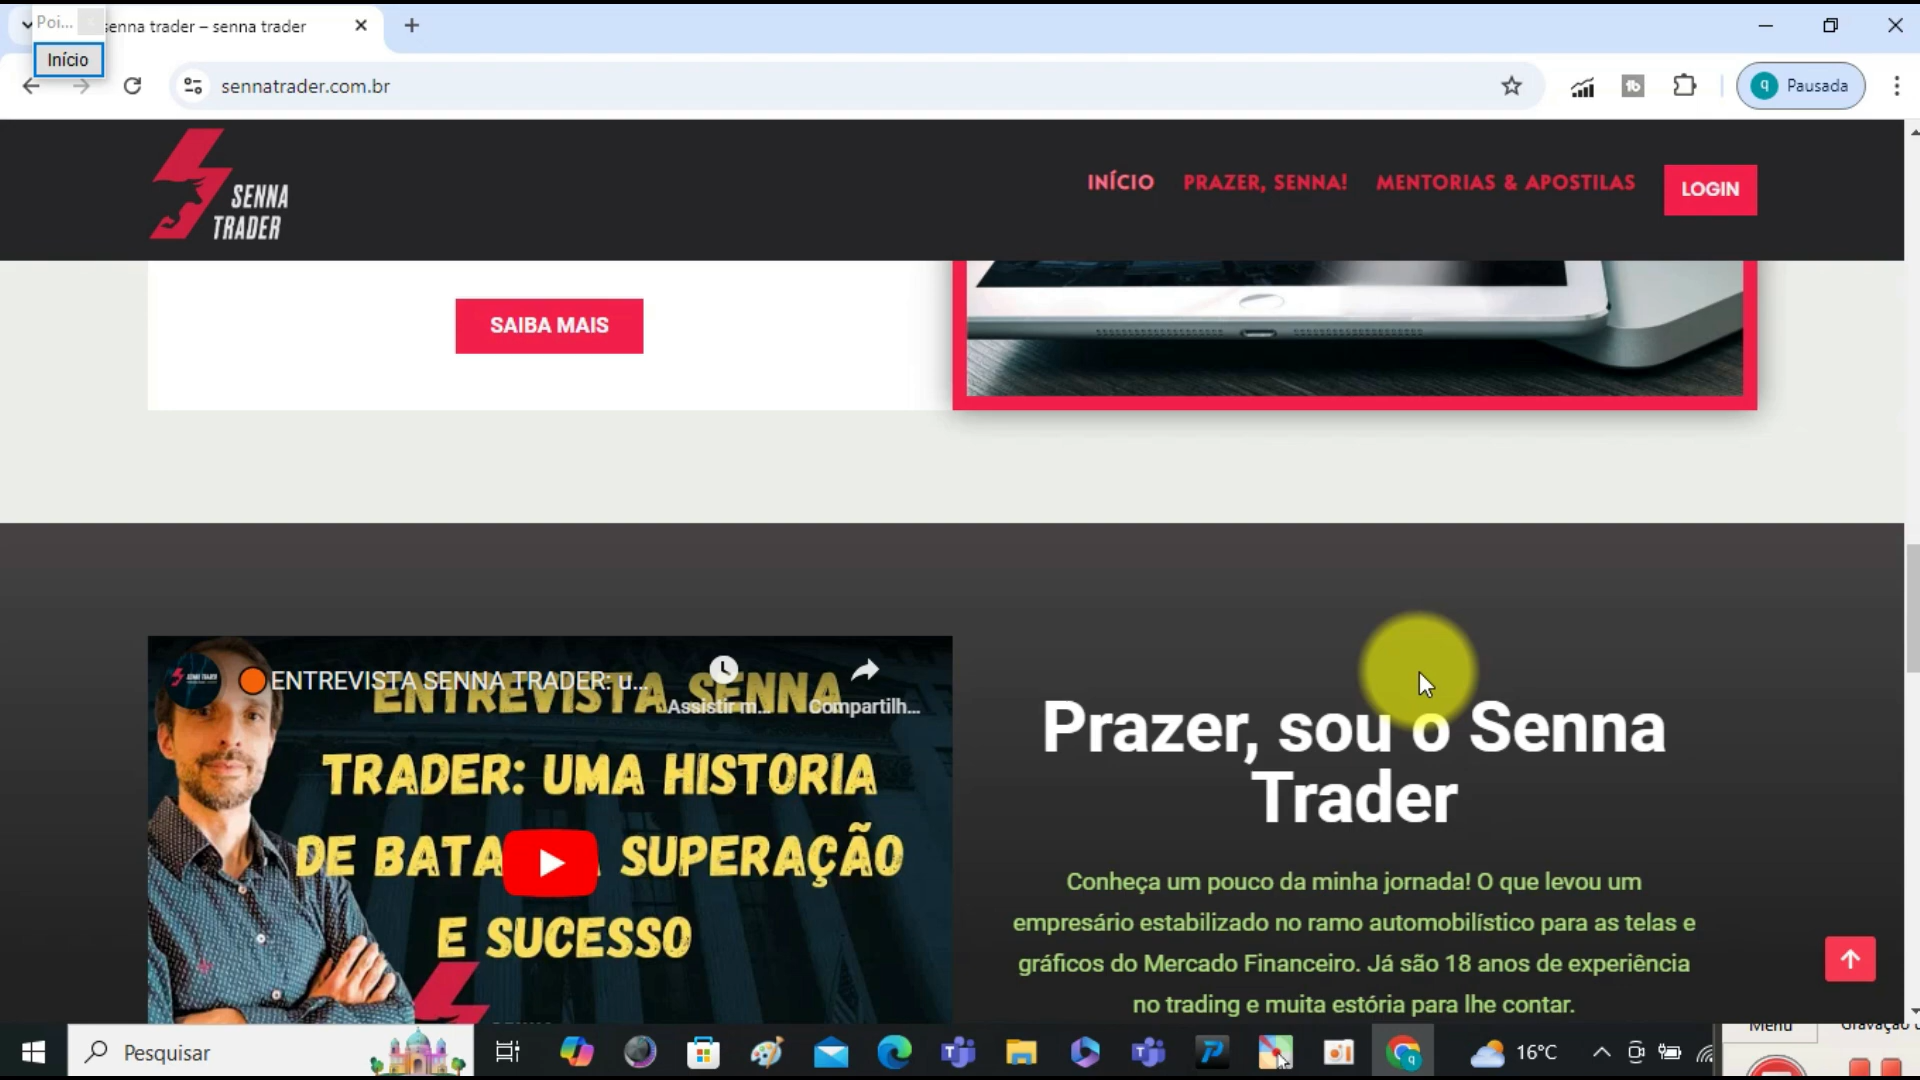 Poi...
senna trader – senna trader
Início
sennatrader.com.br
q
Pausada
SENNA
TRADER
INÍCIO
PRAZER, SENNA!
MENTORIAS & APOSTILAS
LOGIN
SAIBA MAIS
ENTREVISTA SENNA TRADER: u...
Assistir m...
Compartilh...
ENTREVISTA SENNA
TRADER: UMA HISTORIA
DE BATA
SUPERAÇÃO
E SUCESSO
Prazer, sou o Senna
Trader
Conheça um pouco da minha jornada! O que levou um
empresário estabilizado no ramo automobilístico para as telas e
gráficos do Mercado Financeiro. Já são 18 anos de experiência
no trading e muita estória para lhe contar.
Pesquisar
16°C
Menu